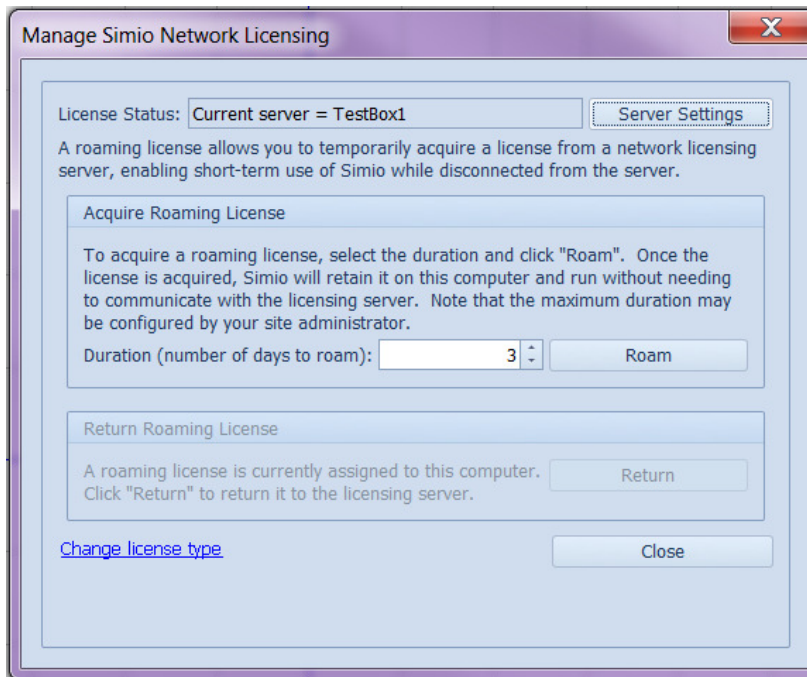 Manage Simio Network Licensing
X
License Status: Current server = TestBox1 Server Settings
A roaming license allows you to temporarily acquire a license from a network licensing
server, enabling short-term use of Simio while disconnected from the server.
Acquire Roaming License
To acquire a roaming license, select the duration and click "Roam".  Once the
license is acquired, Simio will retain it on this computer and run without needing
to communicate with the licensing server.  Note that the maximum duration may
be configured by your site administrator.
Duration (number of days to roam): 3 Roam
Return Roaming License
A roaming license is currently assigned to this computer.
Click "Return" to return it to the licensing server.
Return
Change license type
Close